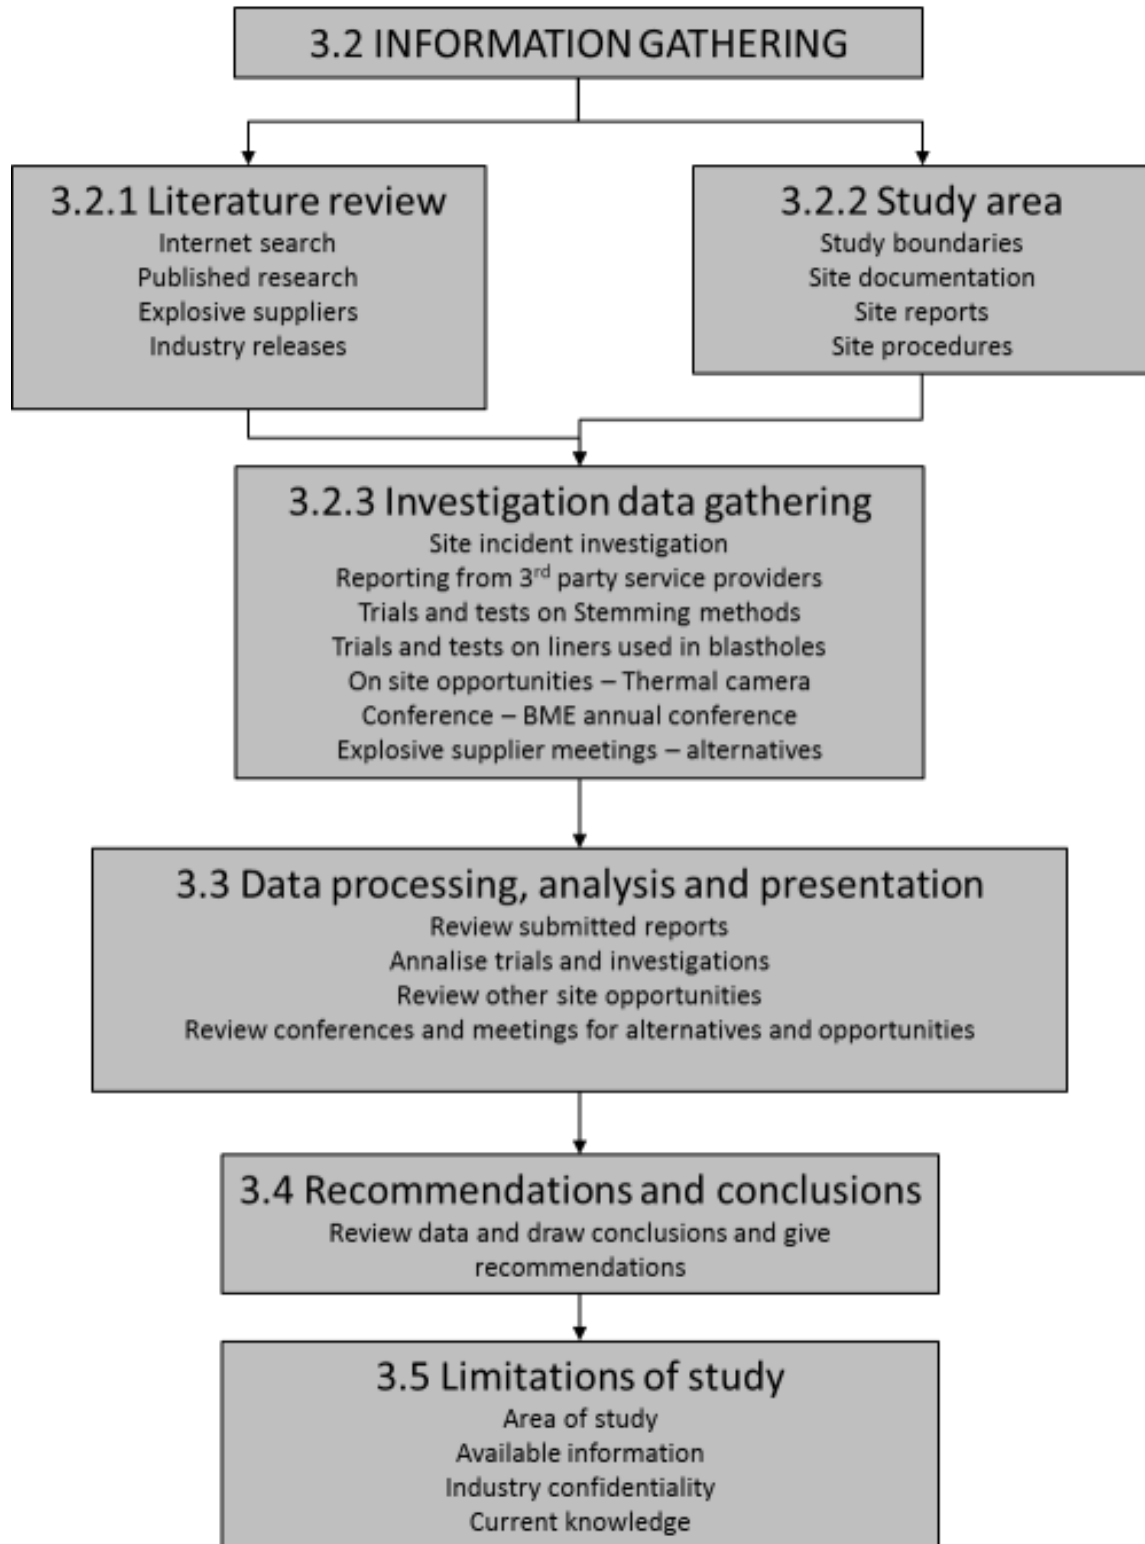 3.2 INFORMATION GATHERING
3.2.1 Literature review
Internet search
Published research
Explosive suppliers
Industry releases
3.2.2 Study area
Study boundaries
Site documentation
Site reports
Site procedures
3.2.3 Investigation data gathering
Site incident investigation
Reporting from 3rd party service providers
Trials and tests on Stemming methods
Trials and tests on liners used in blastholes
On site opportunities – Thermal camera
Conference – BME annual conference
Explosive supplier meetings – alternatives
3.3 Data processing, analysis and presentation
Review submitted reports
Annalise trials and investigations
Review other site opportunities
Review conferences and meetings for alternatives and opportunities
3.4 Recommendations and conclusions
Review data and draw conclusions and give
recommendations
3.5 Limitations of study
Area of study
Available information
Industry confidentiality
Current knowledge